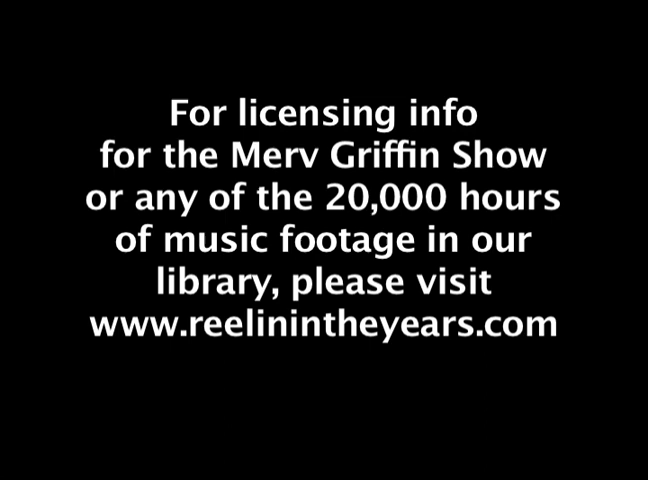 For licensing info
for the Merv Griffin Show
or any of the 20,000 hours
of music footage in our
library, please visit
www.reelinintheyears.com